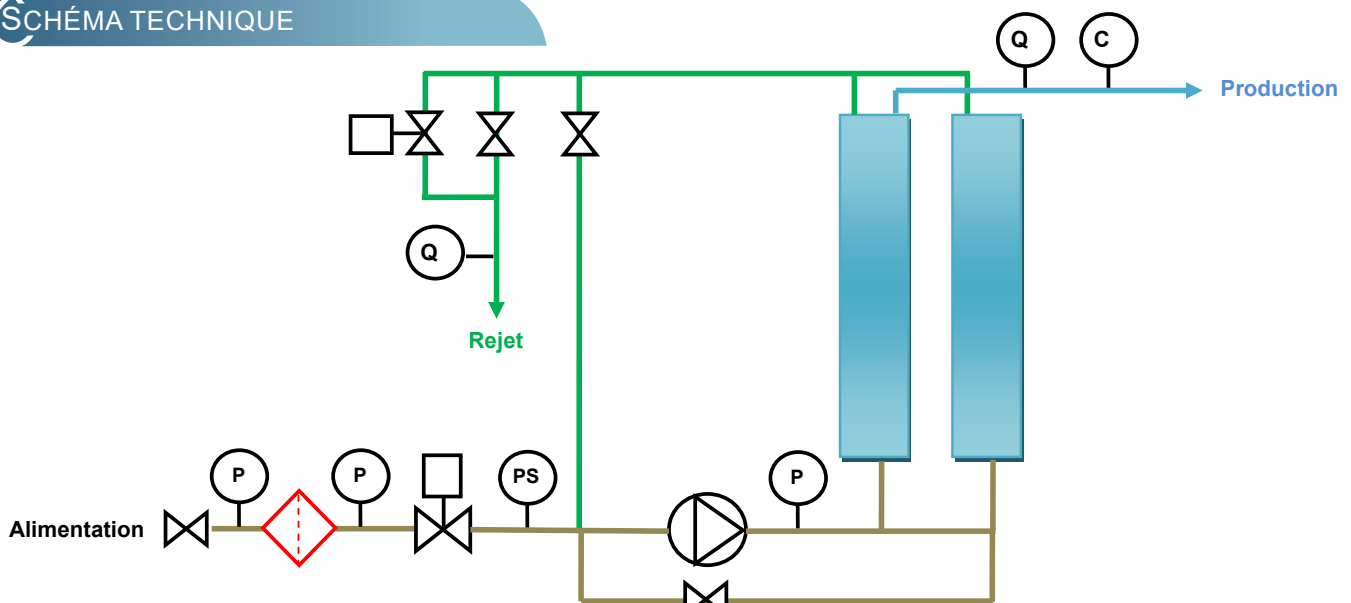 SCHÉMA TECHNIQUE
Q
C
Production
Q
Rejet
P
P
PS
P
Alimentation